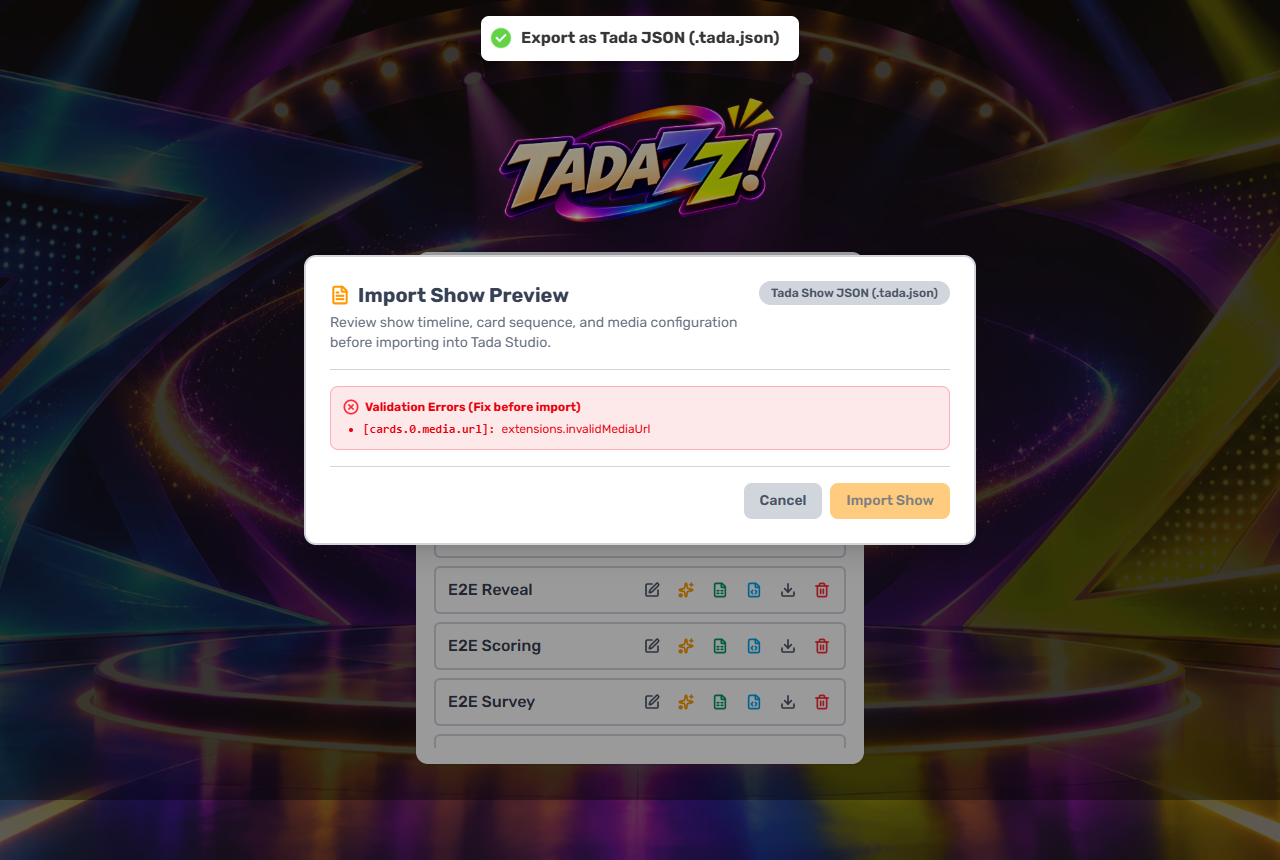 Export as Tada JSON (.tada.json)
TADAZZ!
Import Show Preview
Tada Show JSON (.tada.json)
Review show timeline, card sequence, and media configuration
before importing into Tada Studio.
Validation Errors (Fix before import)
• [cards.0.media.url]: extensions.invalidMediaUrl
Cancel
Import Show
E2E Reveal
E2E Scoring
E2E Survey